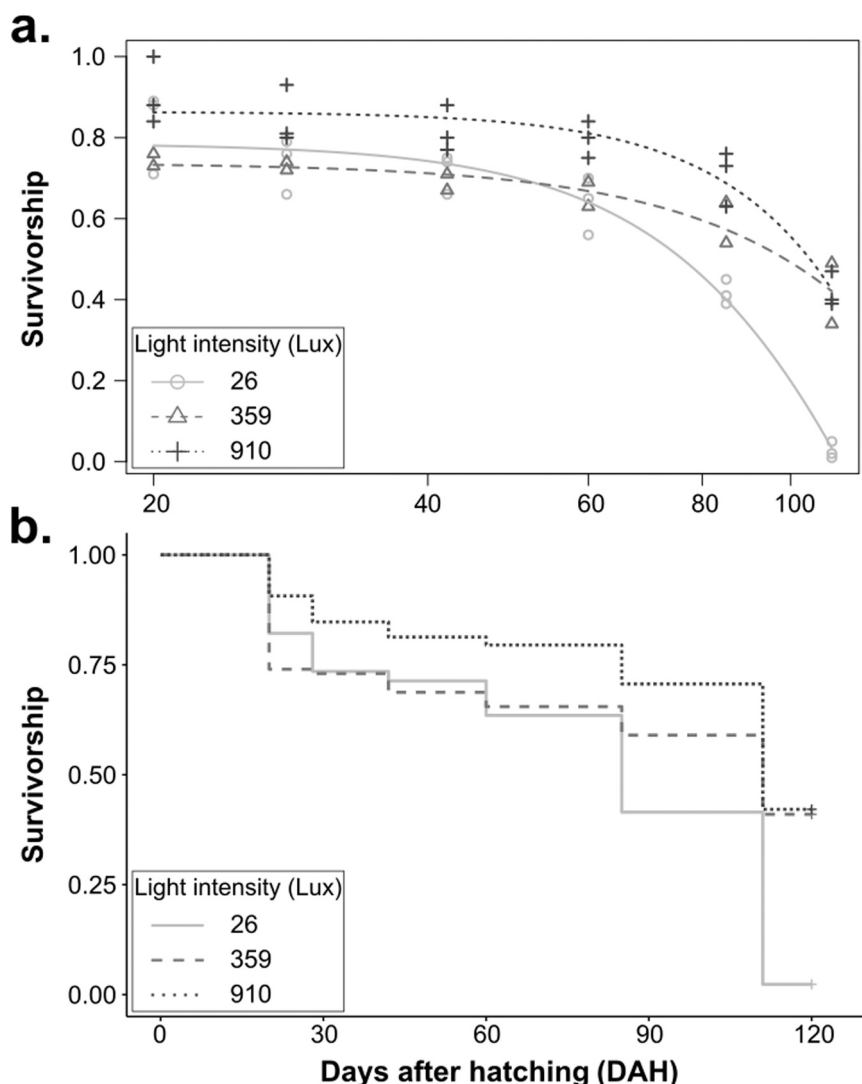 a.
Survivorship
1.0
0.8
0.6
0.4
0.2
0.0
Light intensity (Lux)
26
359
910
20 40 60 80 100
b.
Survivorship
1.00
0.75
0.50
0.25
0.00
Light intensity (Lux)
26
359
910
0 30 60 90 120
Days after hatching (DAH)